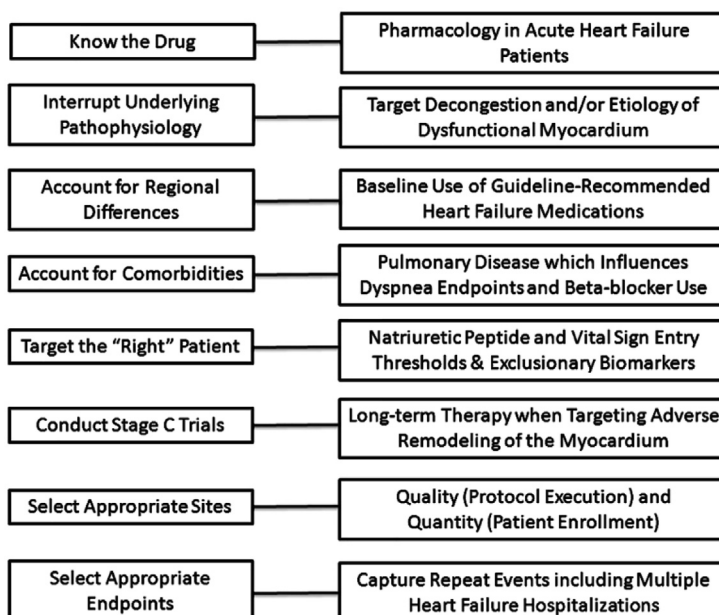 Know the Drug
Pharmacology in Acute Heart Failure
Patients
Interrupt Underlying
Pathophysiology
Target Decongestion and/or Etiology of
Dysfunctional Myocardium
Account for Regional
Differences
Baseline Use of Guideline-Recommended
Heart Failure Medications
Account for Comorbidities
Pulmonary Disease which Influences
Dyspnea Endpoints and Beta-blocker Use
Target the “Right” Patient
Natriuretic Peptide and Vital Sign Entry
Thresholds & Exclusionary Biomarkers
Conduct Stage C Trials
Long-term Therapy when Targeting Adverse
Remodeling of the Myocardium
Select Appropriate Sites
Quality (Protocol Execution) and
Quantity (Patient Enrollment)
Select Appropriate
Endpoints
Capture Repeat Events including Multiple
Heart Failure Hospitalizations